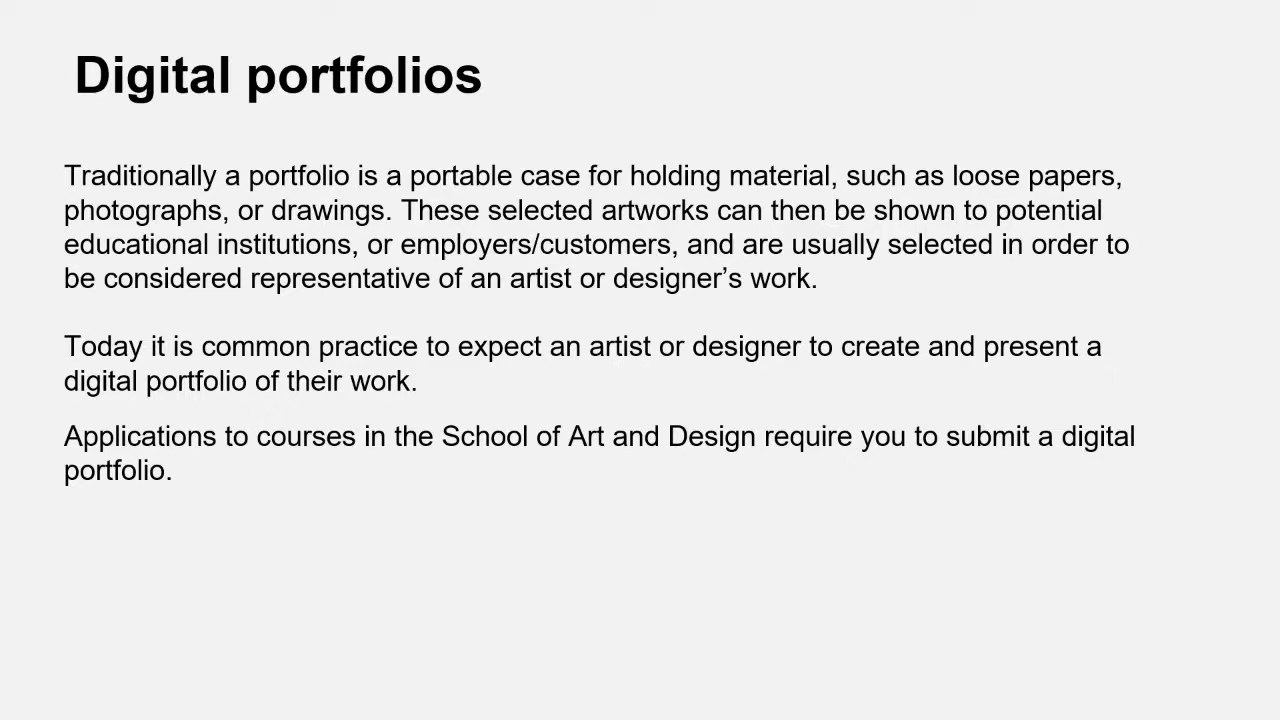 Digital portfolios
Traditionally a portfolio is a portable case for holding material, such as loose papers,
photographs, or drawings. These selected artworks can then be shown to potential
educational institutions, or employers/customers, and are usually selected in order to
be considered representative of an artist or designer’s work.
Today it is common practice to expect an artist or designer to create and present a
digital portfolio of their work.
Applications to courses in the School of Art and Design require you to submit a digital
portfolio.